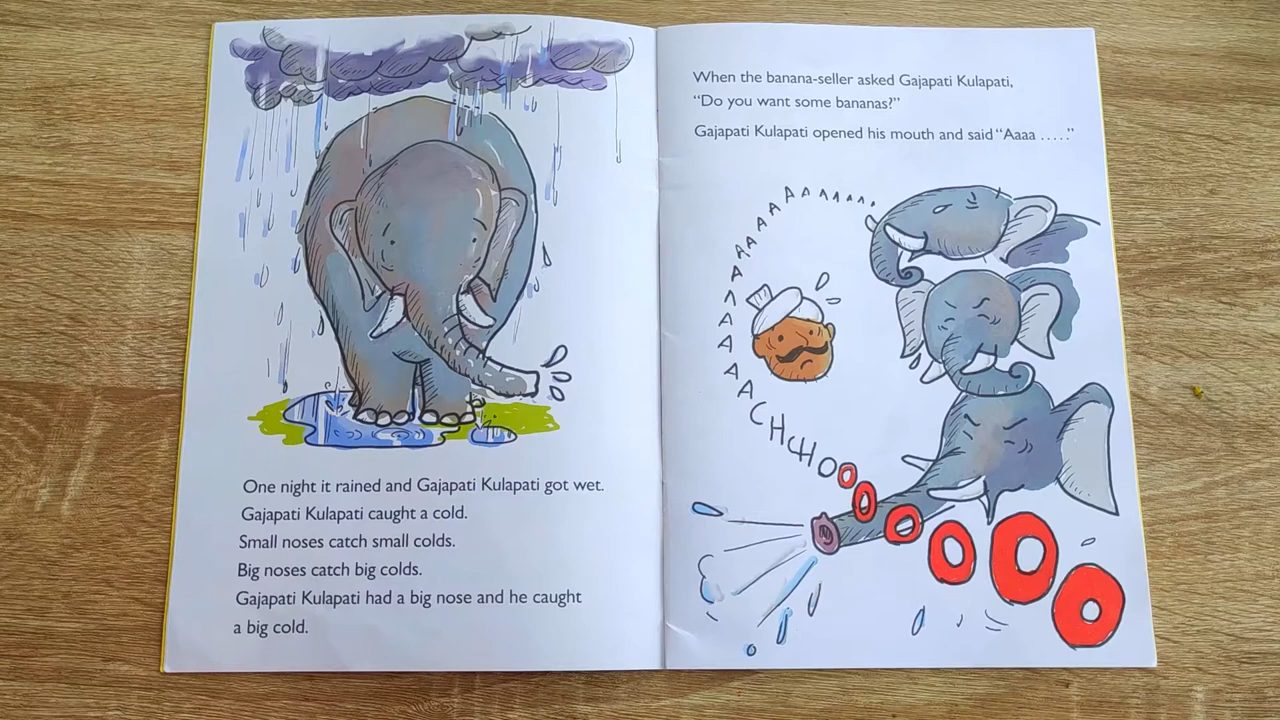 One night it rained and Gajapati Kulapati got wet.
Gajapati Kulapati caught a cold.
Small noses catch small colds.
Big noses catch big colds.
Gajapati Kulapati had a big nose and he caught
a big cold.
When the banana-seller asked Gajapati Kulapati,
“Do you want some bananas?”
Gajapati Kulapati opened his mouth and said “Aaaa .....”
AAAAAAAAAAAAAAAAAAACHCHOOOOOOO